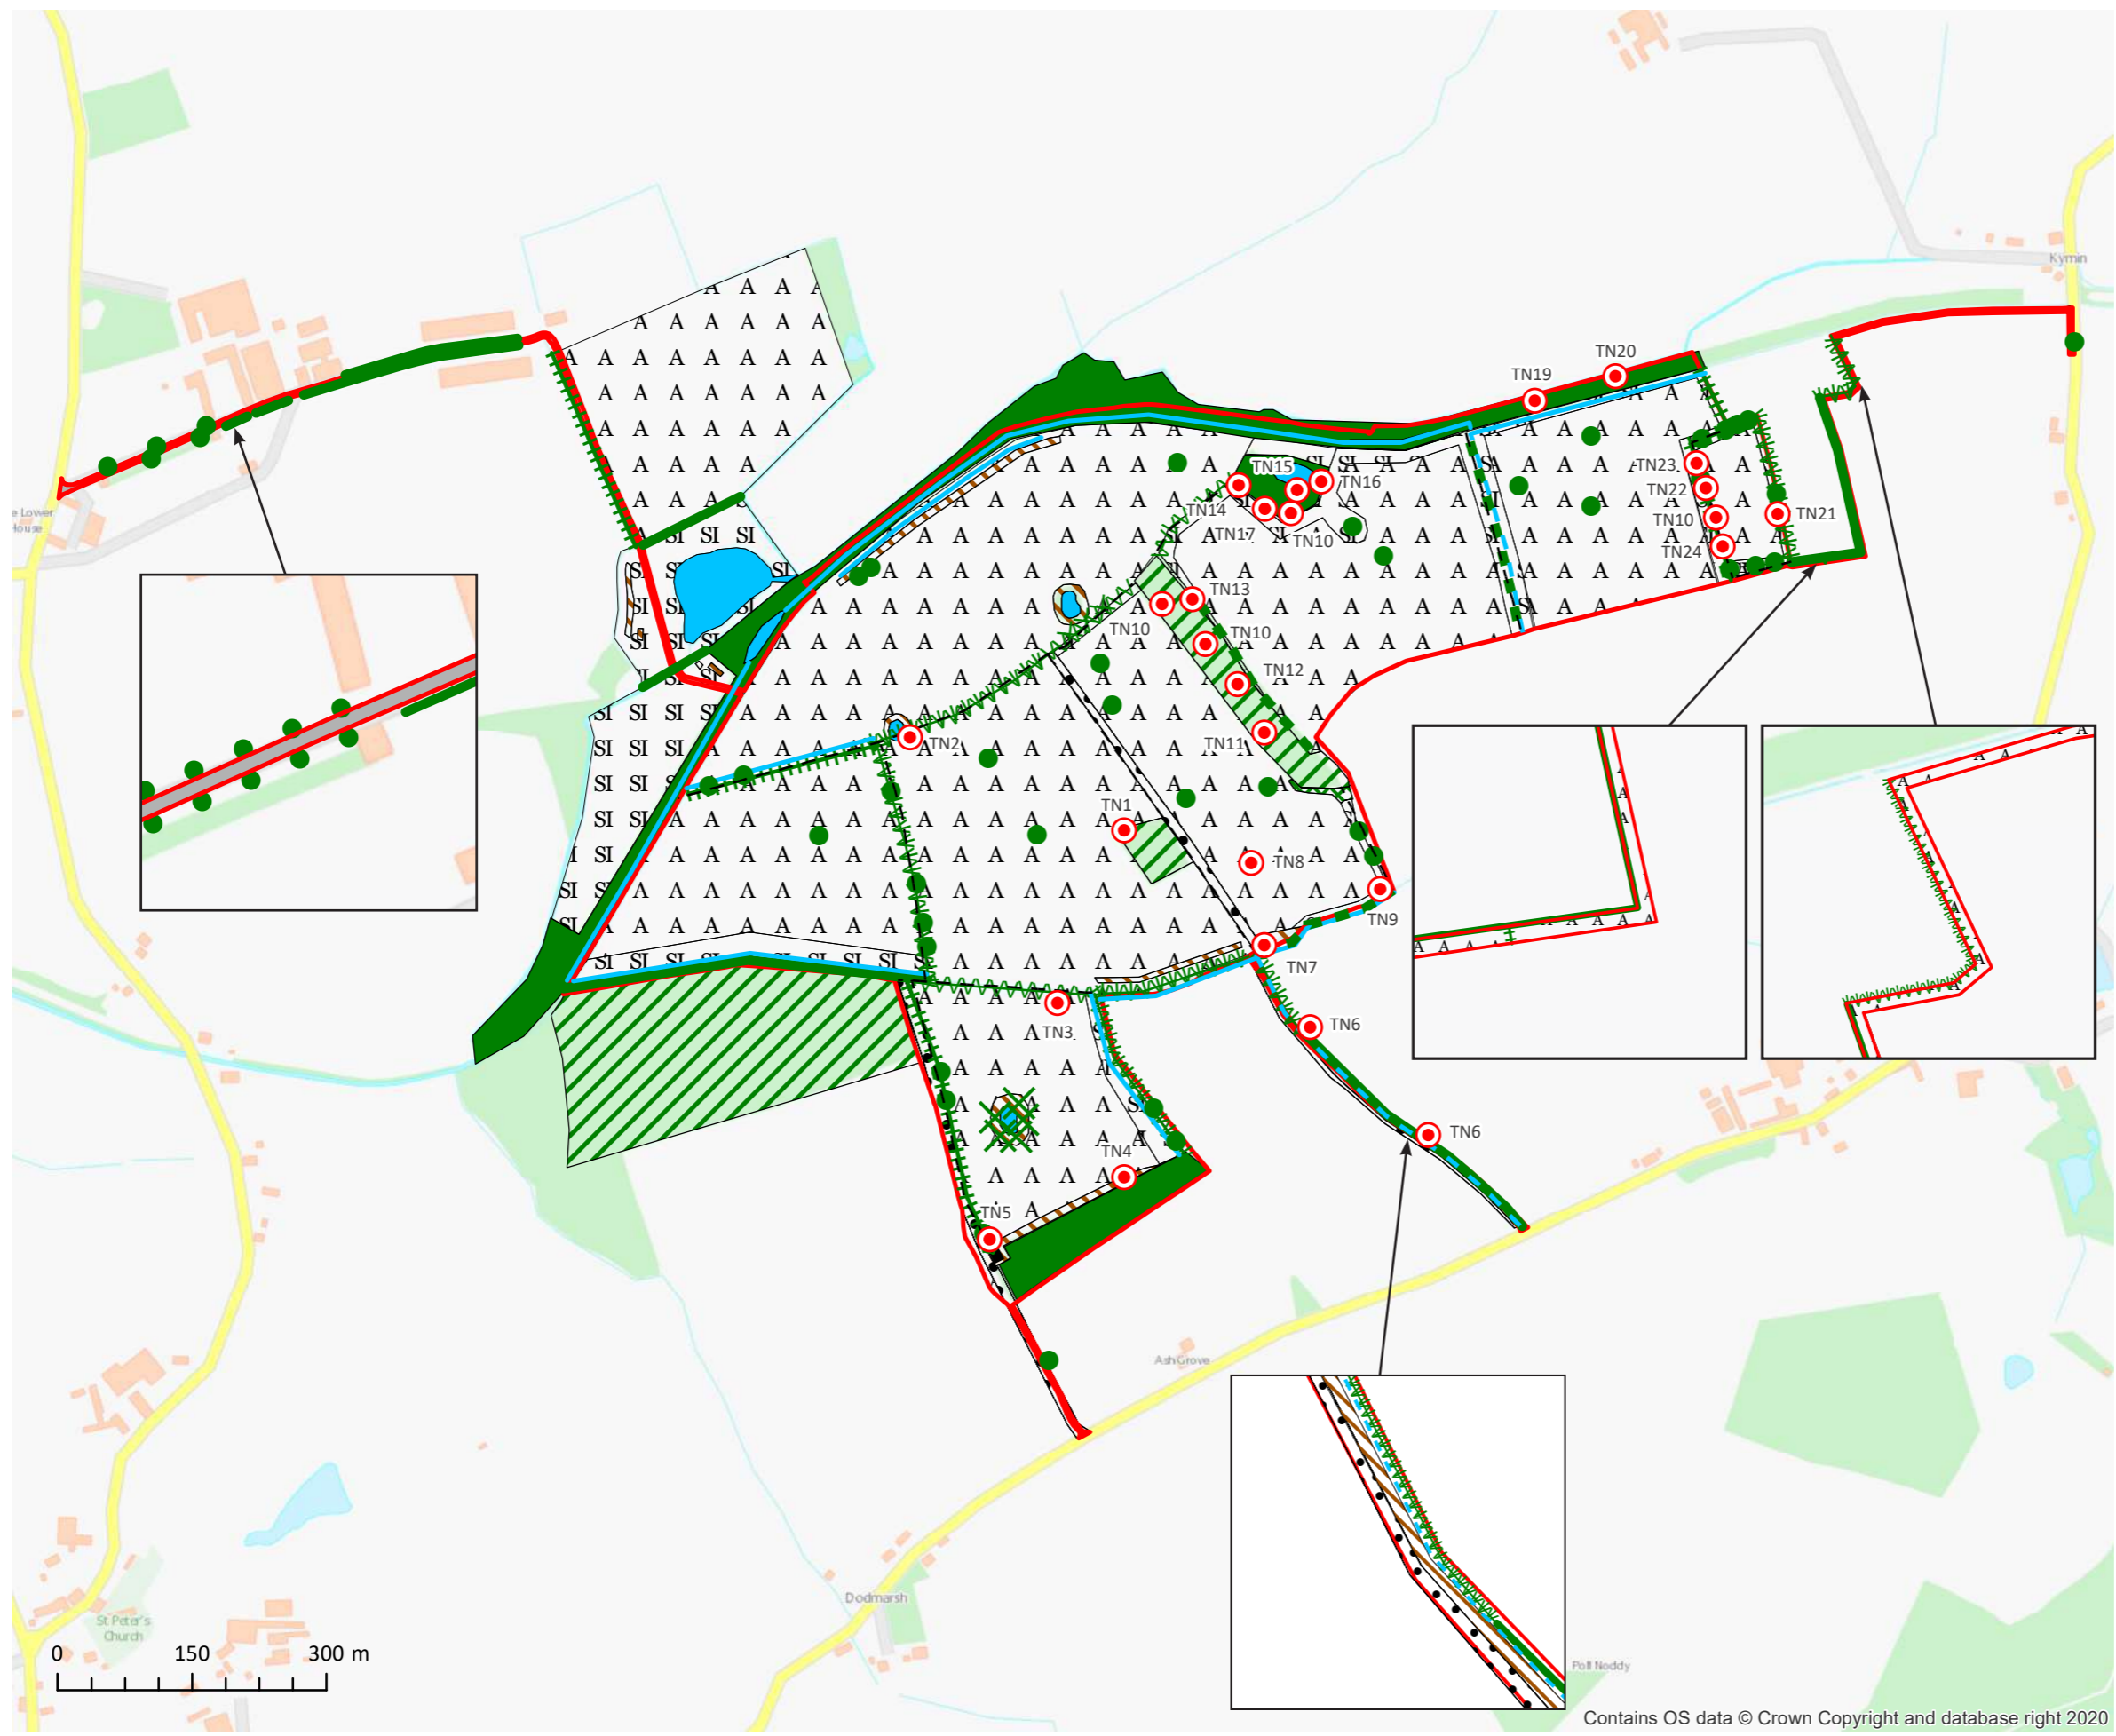 Kymin
TN20
TN19
TN15
TN16
TN23
TN14
TN22
TN17
TN10
TN10
TN21
TN24
e Lower
House
TN13
TN10
TN10
TN12
TN2
TN11
TN1
TN8
TN9
TN7
TN3
TN6
TN6
TN4
TN5
Ash Grove
Dodmarsh
St Peter's
Church
0 150 300 m
Poll Noddy
Contains OS data © Crown Copyright and database right 2020